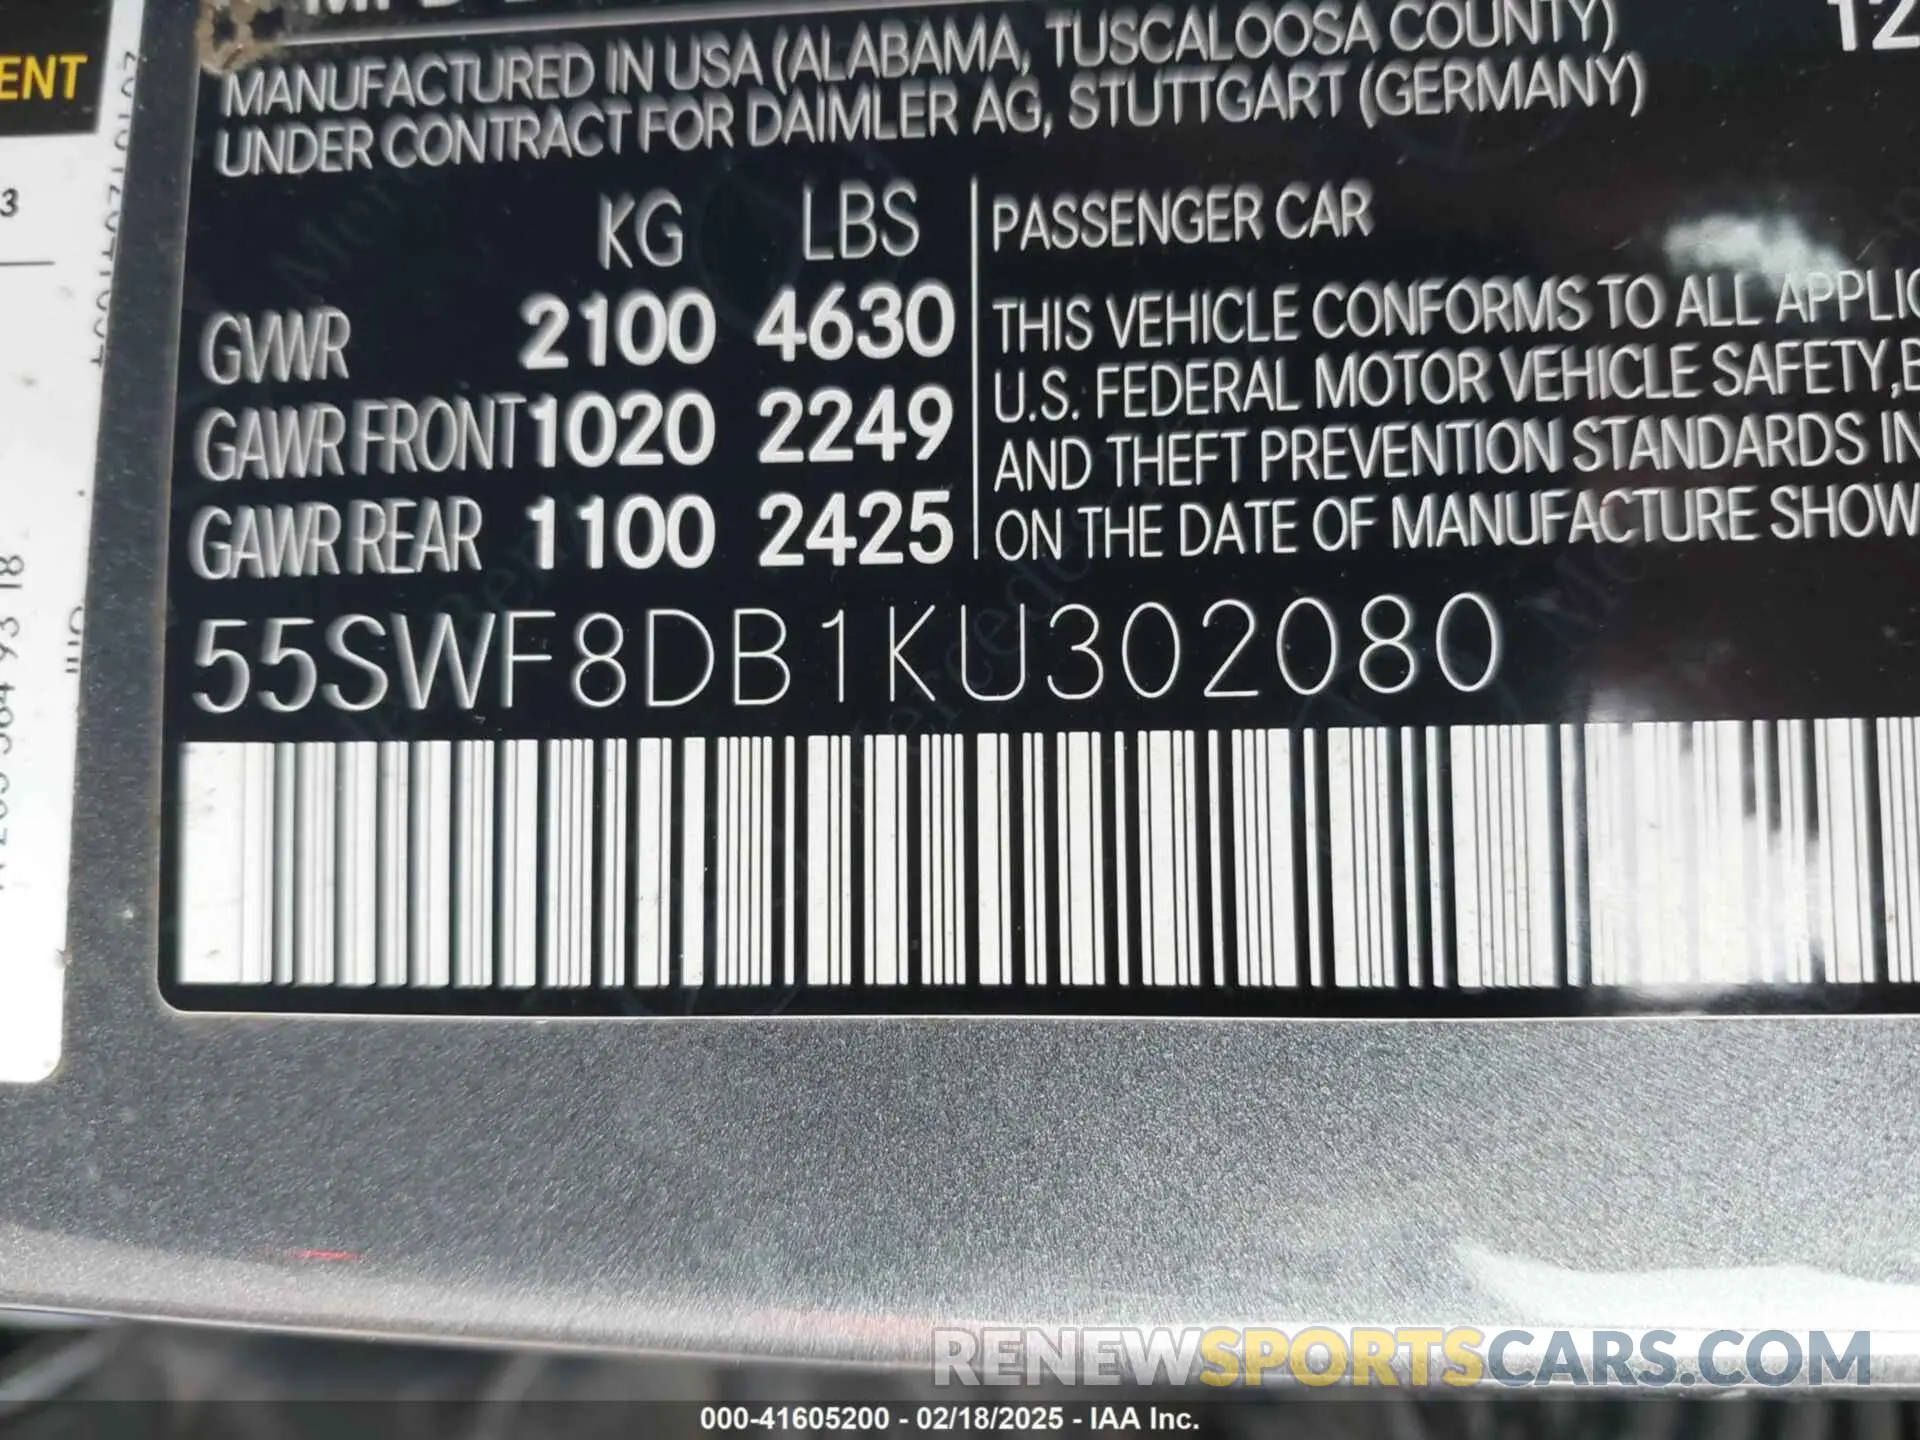 12
MANUFACTURED IN USA (ALABAMA, TUSCALOOSA COUNTY)
UNDER CONTRACT FOR DAIMLER AG, STUTTGART (GERMANY)
ENT
3
KG LBS
GVWR 2100 4630
GAWR FRONT 1020 2249
GAWR REAR 1100 2425
PASSENGER CAR
THIS VEHICLE CONFORMS TO ALL APPLIC
U.S. FEDERAL MOTOR VEHICLE SAFETY, B
AND THEFT PREVENTION STANDARDS IN
ON THE DATE OF MANUFACTURE SHOW
55SWF8DB1KU302080
RENEWSPORTSCARS.COM
000-41605200 - 02/18/2025 - IAA Inc.